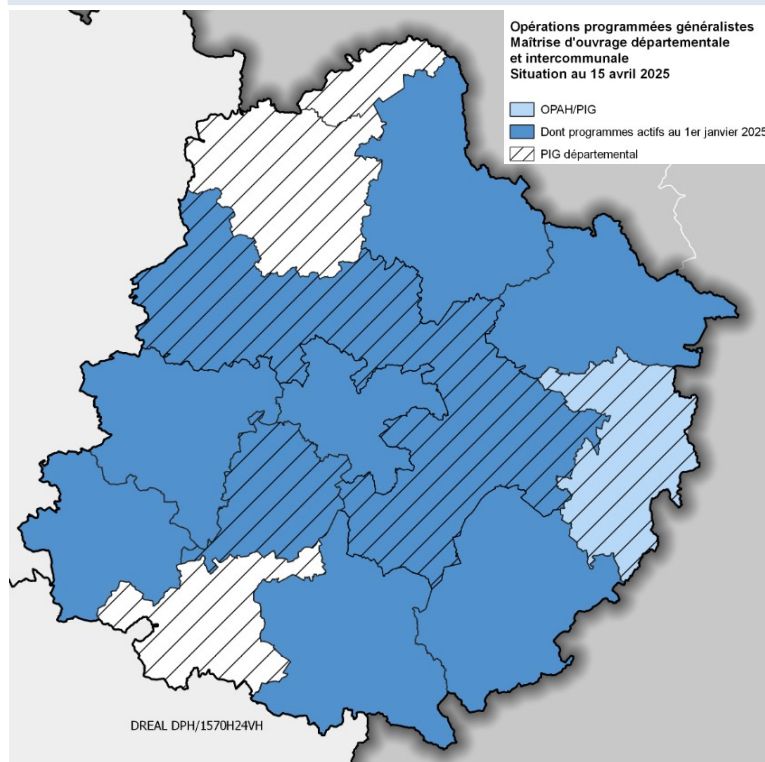 Opérations programmées généralistes
Maîtrise d'ouvrage départementale
et intercommunale
Situation au 15 avril 2025
OPAH/PIG
Dont programmes actifs au 1er janvier 2025
PIG départemental
DREAL DPH/1570H24VH